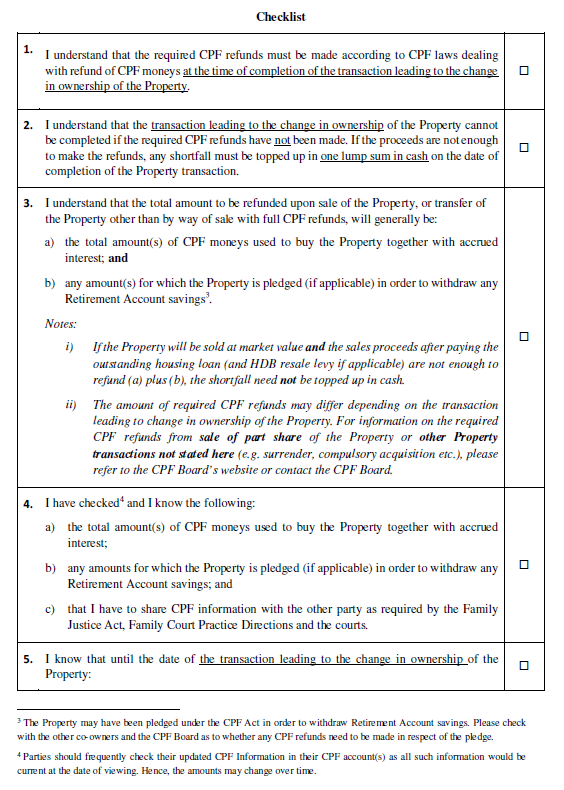 Checklist
1. I understand that the required CPF refunds must be made according to CPF laws dealing
with refund of CPF moneys at the time of completion of the transaction leading to the change
in ownership of the Property.
2. I understand that the transaction leading to the change in ownership of the Property cannot
be completed if the required CPF refunds have not been made. If the proceeds are not enough
to make the refunds, any shortfall must be topped up in one lump sum in cash on the date of
completion of the Property transaction.
3. I understand that the total amount to be refunded upon sale of the Property, or transfer of
the Property other than by way of sale with full CPF refunds, will generally be:
a) the total amount(s) of CPF moneys used to buy the Property together with accrued
interest; and
b) any amount(s) for which the Property is pledged (if applicable) in order to withdraw any
Retirement Account savings³.
Notes:
i) If the Property will be sold at market value and the sales proceeds after paying the
outstanding housing loan (and HDB resale levy if applicable) are not enough to
refund (a) plus (b), the shortfall need not be topped up in cash.
ii) The amount of required CPF refunds may differ depending on the transaction
leading to change in ownership of the Property. For information on the required
CPF refunds from sale of part share of the Property or other Property
transactions not stated here (e.g. surrender, compulsory acquisition etc.), please
refer to the CPF Board's website or contact the CPF Board.
4. I have checked⁴ and I know the following:
a) the total amount(s) of CPF moneys used to buy the Property together with accrued
interest;
b) any amounts for which the Property is pledged (if applicable) in order to withdraw any
Retirement Account savings; and
c) that I have to share CPF information with the other party as required by the Family
Justice Act, Family Court Practice Directions and the courts.
5. I know that until the date of the transaction leading to the change in ownership of the
Property:
³ The Property may have been pledged under the CPF Act in order to withdraw Retirement Account savings. Please check
with the other co-owners and the CPF Board as to whether any CPF refunds need to be made in respect of the pledge.
⁴ Parties should frequently check their updated CPF Information in their CPF account(s) as all such information would be
current at the date of viewing. Hence, the amounts may change over time.